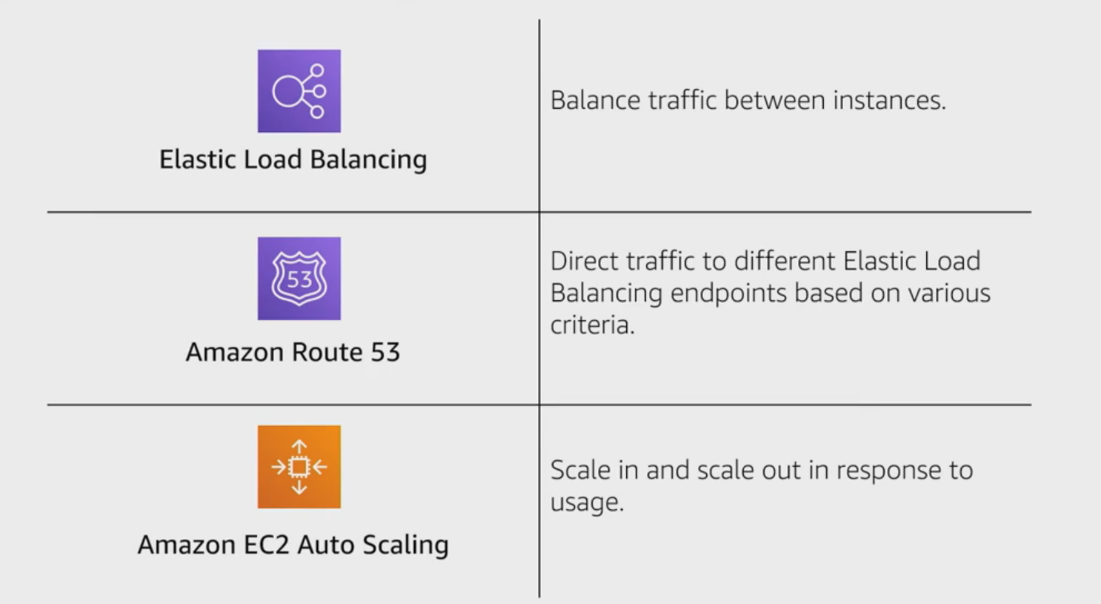 Balance traffic between instances.
Elastic Load Balancing
53
Direct traffic to different Elastic Load
Balancing endpoints based on various
criteria.
Amazon Route 53
Scale in and scale out in response to
usage.
Amazon EC2 Auto Scaling